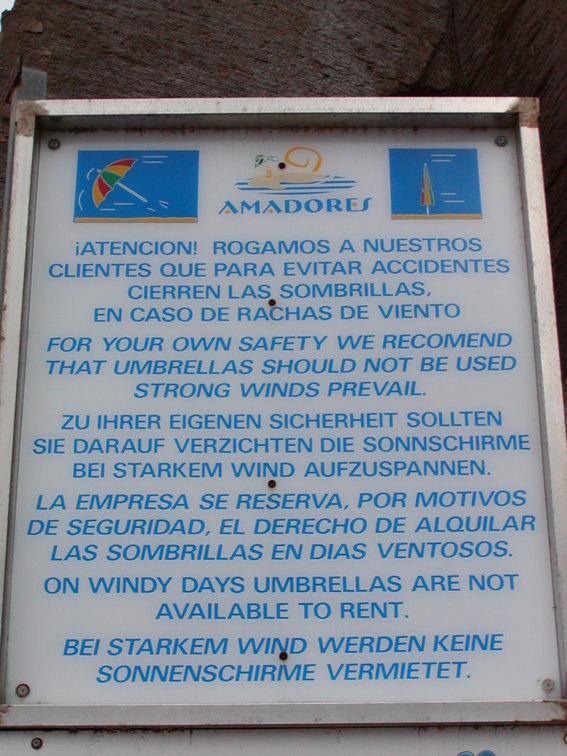 AMADORES
¡ATENCION! ROGAMOS A NUESTROS
CLIENTES QUE PARA EVITAR ACCIDENTES
CIERREN LAS SOMBRILLAS,
EN CASO DE RACHAS DE VIENTO
FOR YOUR OWN SAFETY WE RECOMEND
THAT UMBRELLAS SHOULD NOT BE USED
STRONG WINDS PREVAIL.
ZU IHRER EIGENEN SICHERHEIT SOLLTEN
SIE DARAUF VERZICHTEN DIE SONNSCHIRME
BEI STARKEM WIND AUFZUSPANNEN.
LA EMPRESA SE RESERVA, POR MOTIVOS
DE SEGURIDAD, EL DERECHO DE ALQUILAR
LAS SOMBRILLAS EN DIAS VENTOSOS.
ON WINDY DAYS UMBRELLAS ARE NOT
AVAILABLE TO RENT.
BEI STARKEM WIND WERDEN KEINE
SONNENSCHIRME VERMIETET.